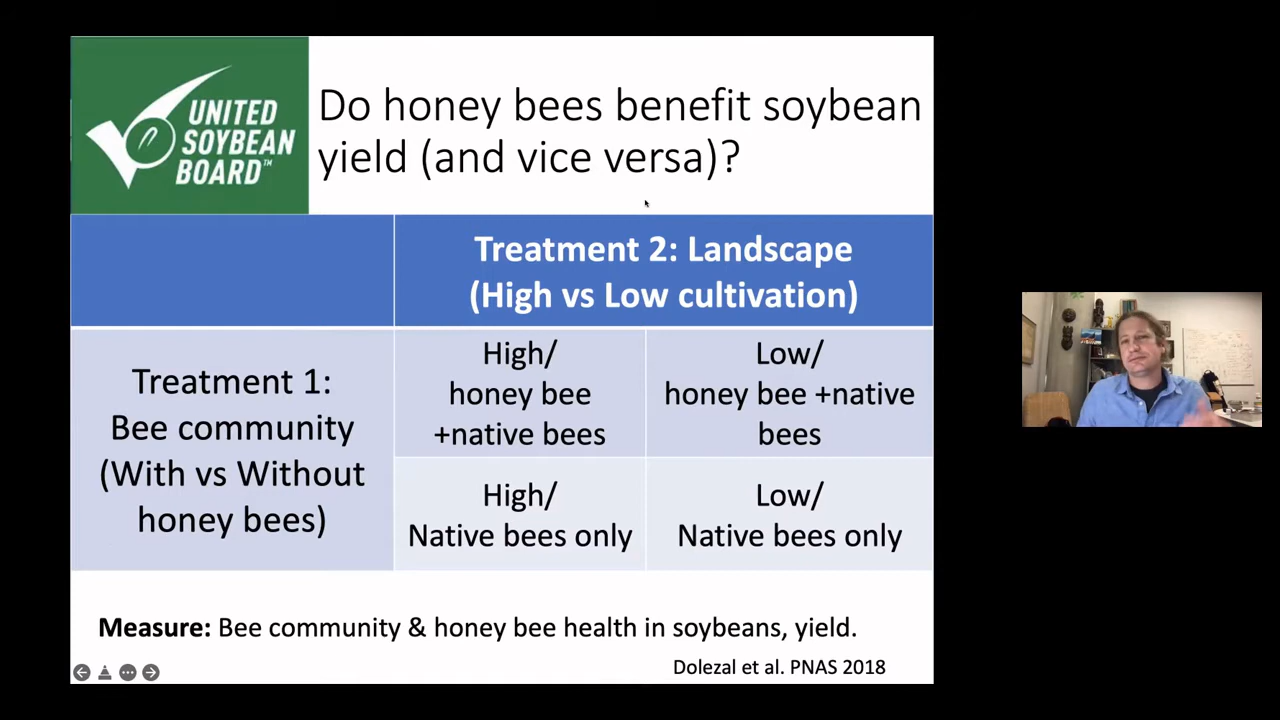 UNITED
SOYBEAN
BOARD™
Do honey bees benefit soybean
yield (and vice versa)?
Treatment 2: Landscape
(High vs Low cultivation)
Treatment 1:
Bee community
(With vs Without
honey bees)
High/
honey bee
+native bees
Low/
honey bee +native
bees
High/
Native bees only
Low/
Native bees only
Measure: Bee community & honey bee health in soybeans, yield.
Dolezal et al. PNAS 2018